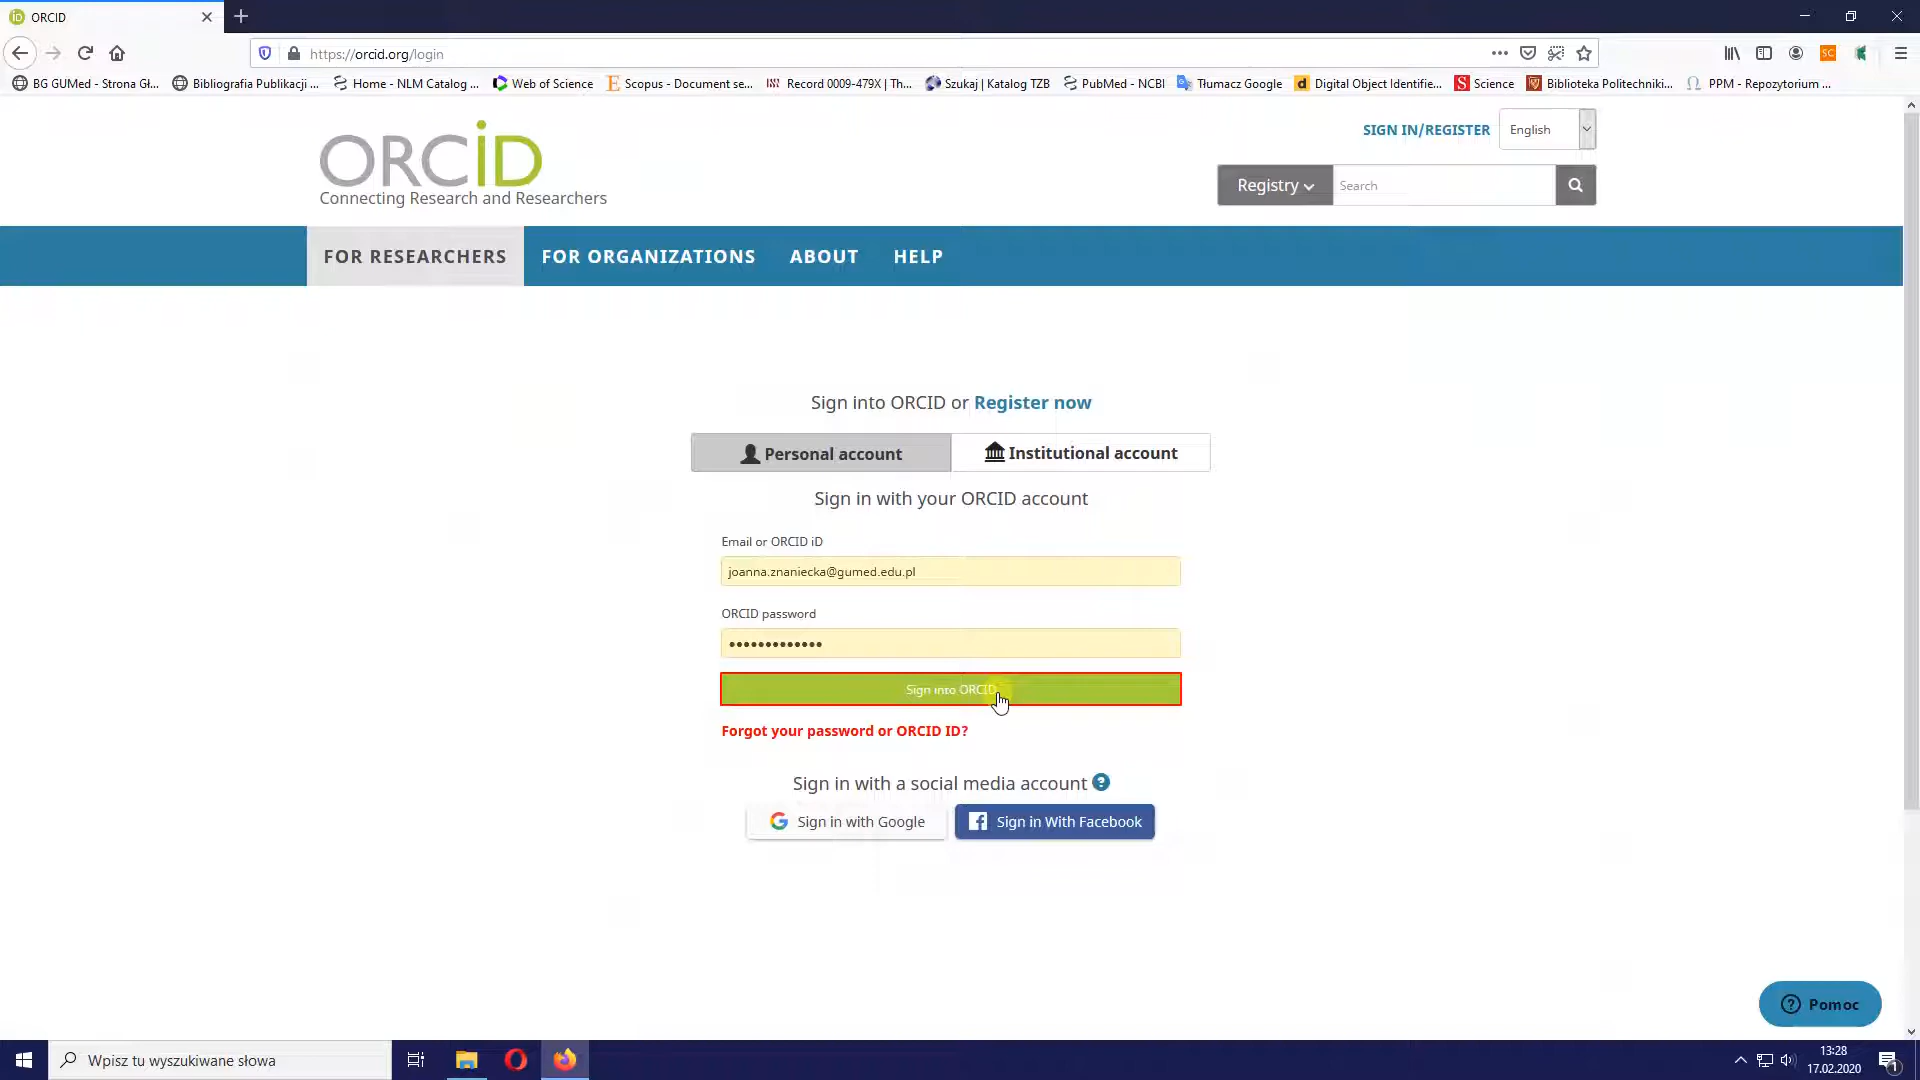 ORCID
https://orcid.org/login
BG GUMed - Strona Gł...
Bibliografia Publikacji ...
Home - NLM Catalog ...
Web of Science
Scopus - Document se...
Record 0009-479X | Th...
Szukaj | Katalog TZB
PubMed - NCBI
Tłumacz Google
Digital Object Identifie...
Science
Biblioteka Politechniki...
PPM - Repozytorium ...
ORCiD
Connecting Research and Researchers
SIGN IN/REGISTER
English
Registry
Search
FOR RESEARCHERS
FOR ORGANIZATIONS
ABOUT
HELP
Sign into ORCID or Register now
Personal account
Institutional account
Sign in with your ORCID account
Email or ORCID iD
joanna.znaniecka@gumed.edu.pl
ORCID password
•••••••••••••
Sign into ORCID
Forgot your password or ORCID ID?
Sign in with a social media account ?
Sign in with Google
Sign in With Facebook
Pomoc
Wpisz tu wyszukiwane słowa
13:28
17.02.2020
1